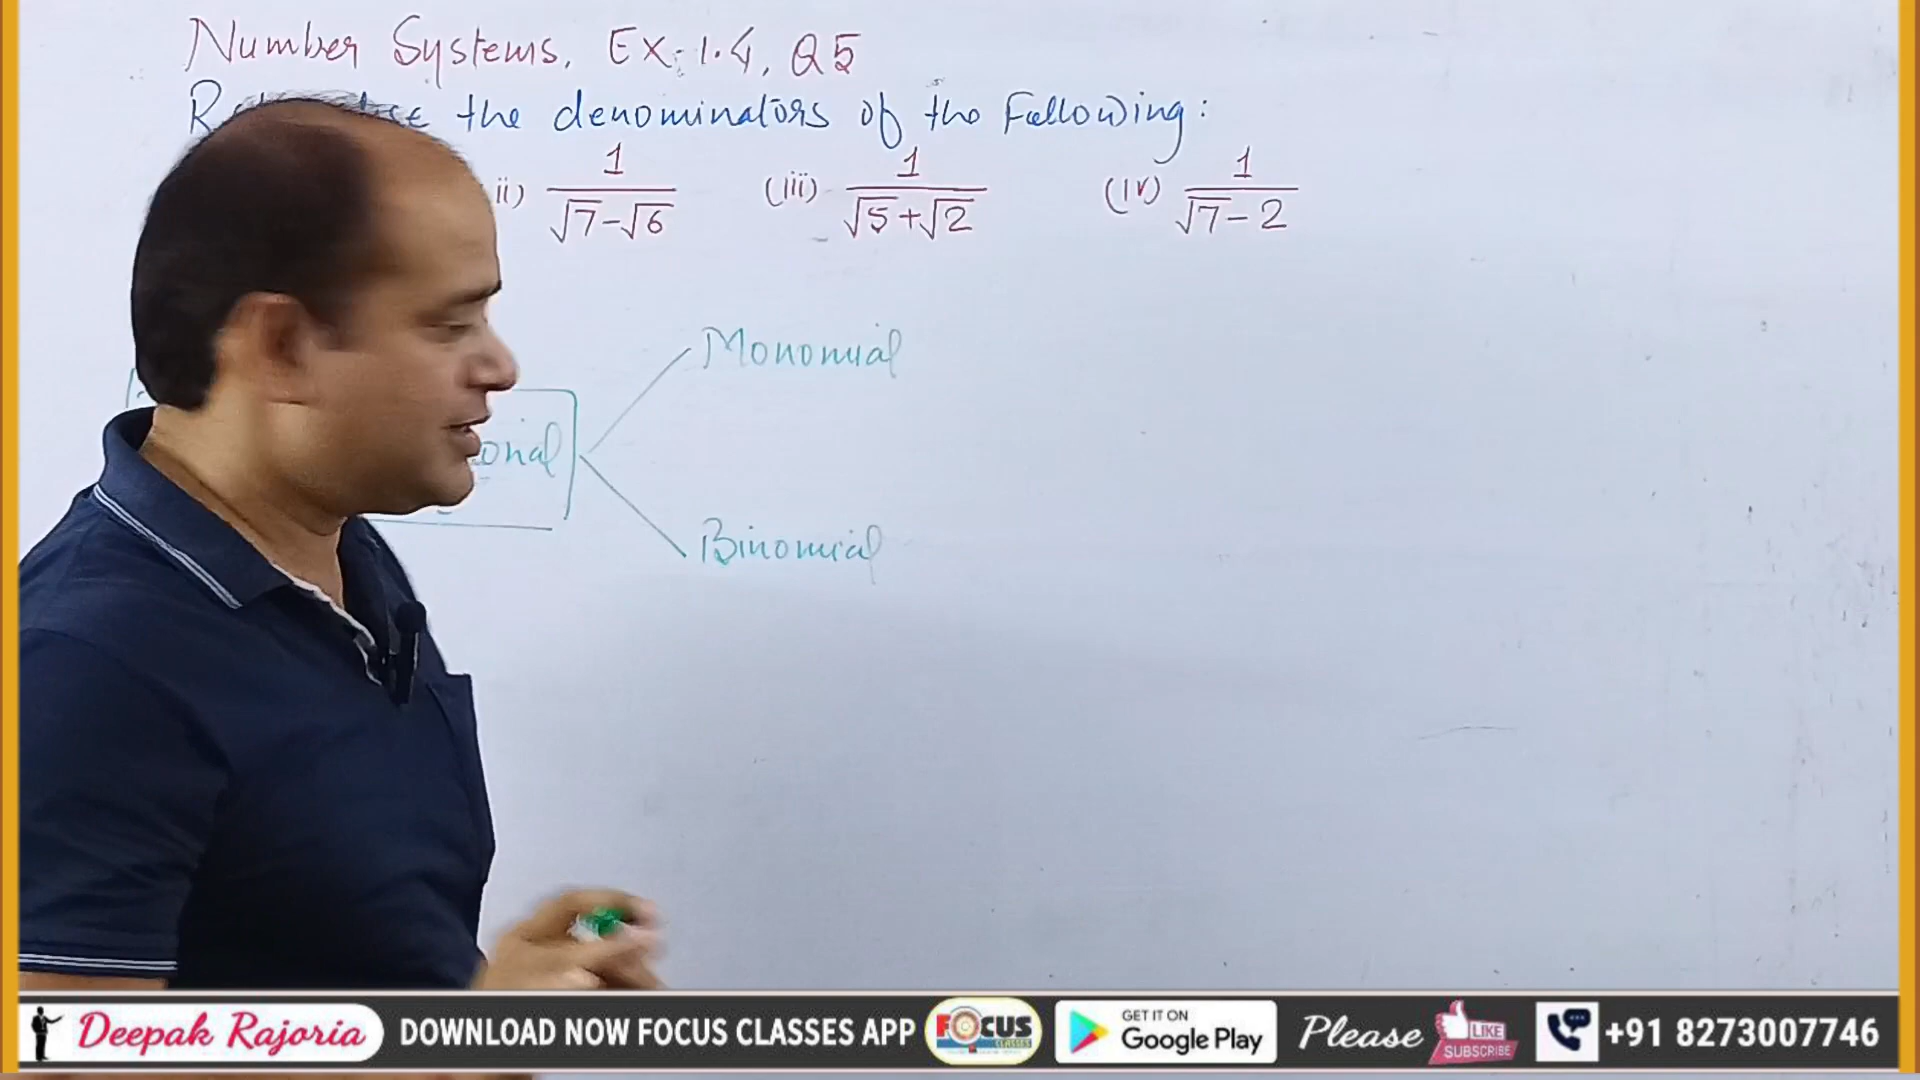 Number Systems, Ex. 1.4, Q5
the denominators of the Following:
ii) 1/√7-√6 (iii) 1/√5+√2 (iv) 1/√7-2
Monomial
onal
Binomial
Deepak Rajoria DOWNLOAD NOW FOCUS CLASSES APP FOCUS CLASSES GET IT ON Google Play Please LIKE SUBSCRIBE +91 8273007746